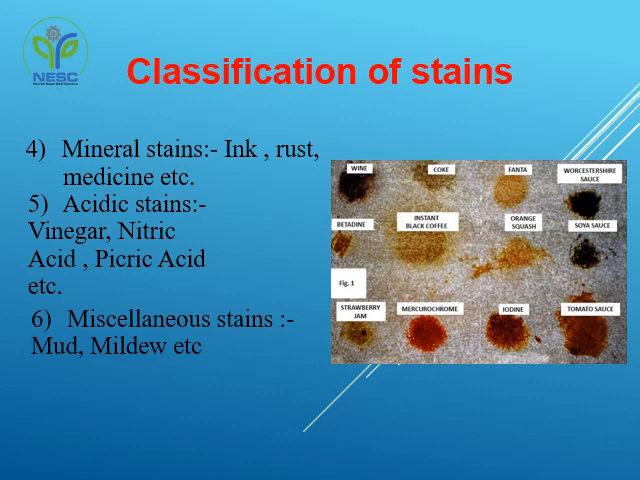 NESC
Classification of stains
4) Mineral stains:- Ink , rust,
medicine etc.
5) Acidic stains:-
Vinegar, Nitric
Acid , Picric Acid
etc.
6) Miscellaneous stains :-
Mud, Mildew etc
WINE
COKE
FANTA
WORCESTERSHIRE
SAUCE
BETADINE
INSTANT
BLACK COFFEE
ORANGE
SQUASH
SOYA SAUCE
Fig. 1
STRAWBERRY
JAM
MERCUROCHROME
IODINE
TOMATO SAUCE